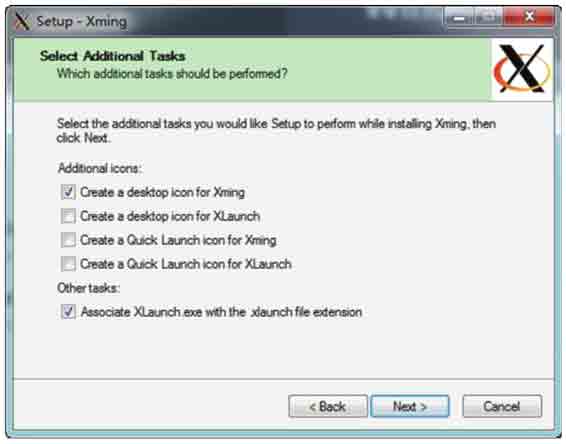 Setup - Xming
Select Additional Tasks
Which additional tasks should be performed?
Select the additional tasks you would like Setup to perform while installing Xming, then
click Next.
Additional icons:
Create a desktop icon for Xming
Create a desktop icon for XLaunch
Create a Quick Launch icon for Xming
Create a Quick Launch icon for XLaunch
Other tasks:
Associate XLaunch.exe with the .xlaunch file extension
< Back
Next >
Cancel